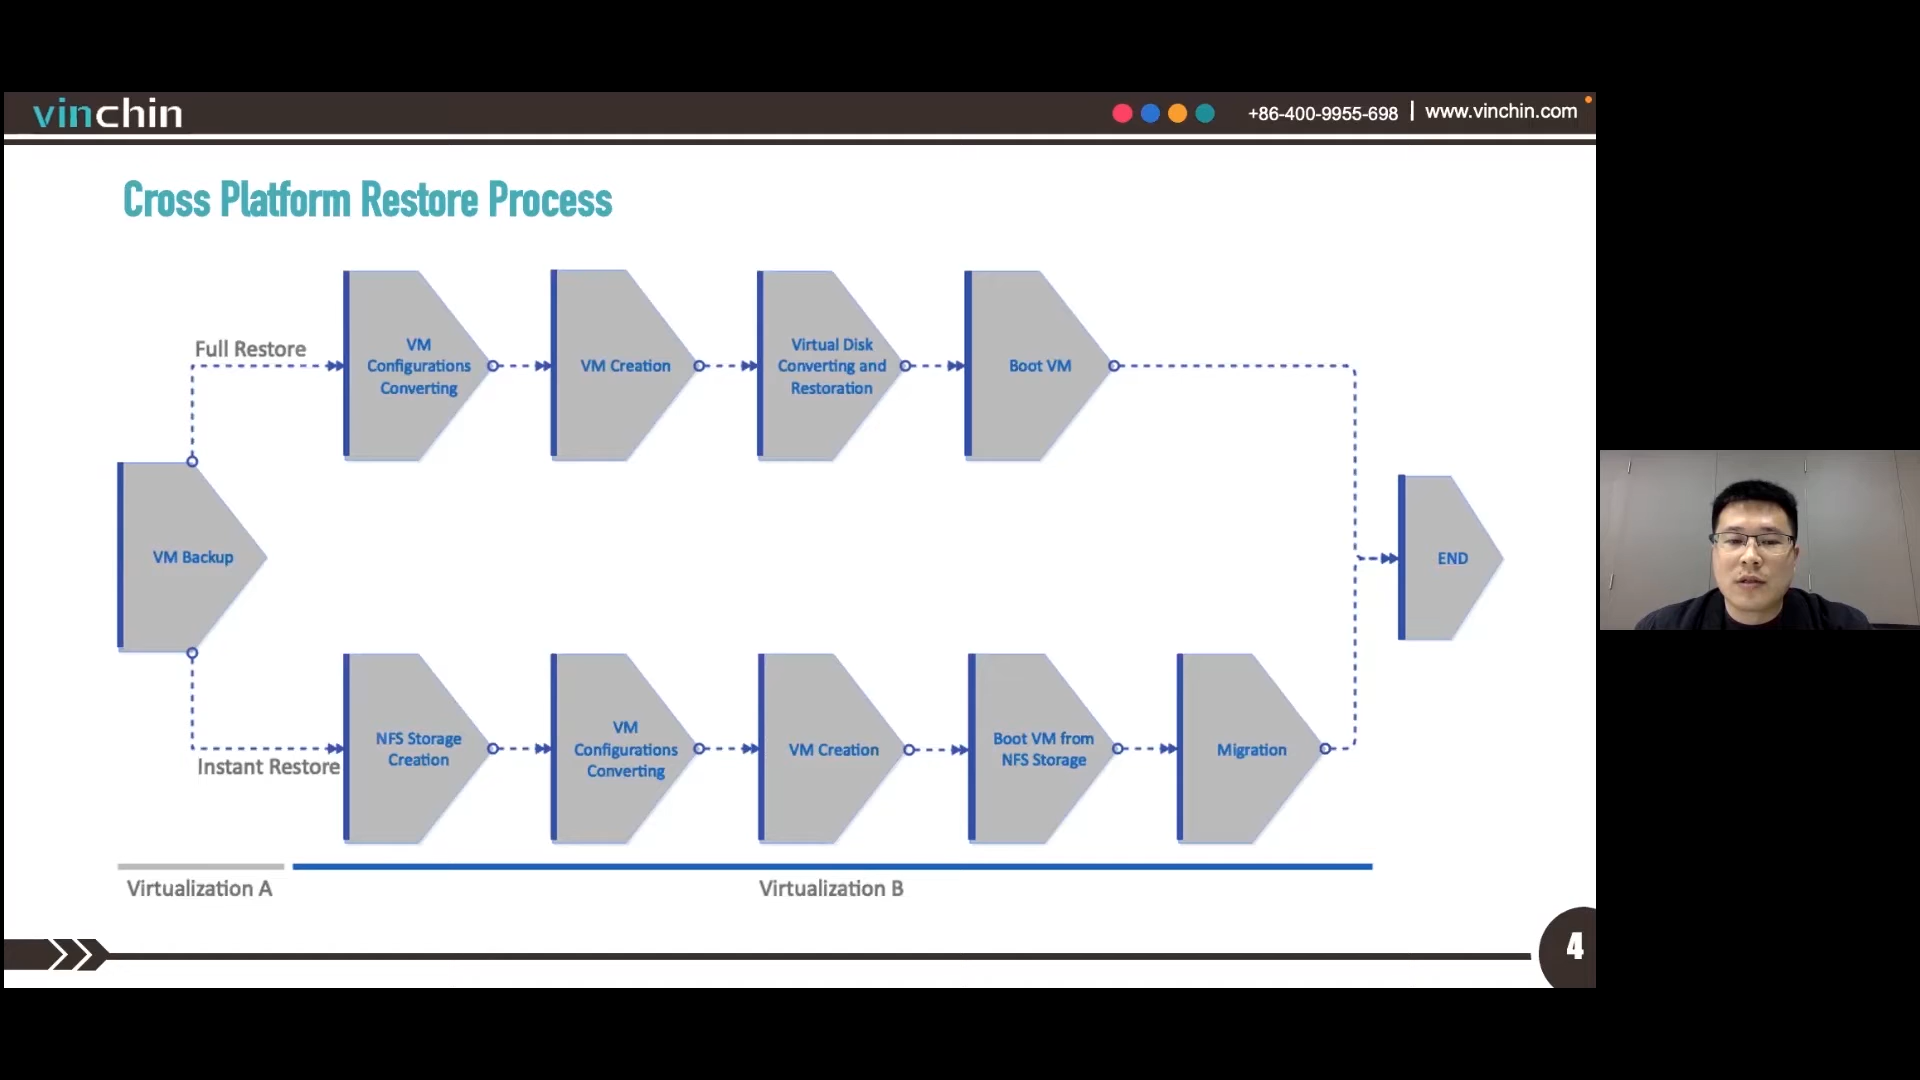 vinchin
+86-400-9955-698 | www.vinchin.com
Cross Platform Restore Process
Full Restore
VM
Configurations
Converting
VM Creation
Virtual Disk
Converting and
Restoration
Boot VM
VM Backup
END
Instant Restore
NFS Storage
Creation
VM
Configurations
Converting
VM Creation
Boot VM from
NFS Storage
Migration
Virtualization A
Virtualization B
4